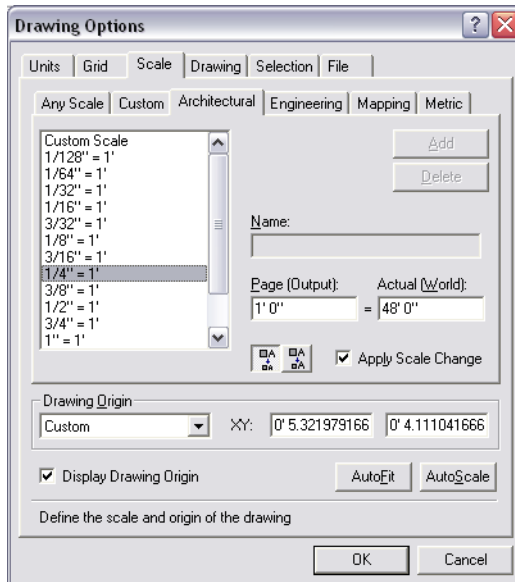 Drawing Options
Units Grid Scale Drawing Selection File
Any Scale Custom Architectural Engineering Mapping Metric
Custom Scale
1/128" = 1'
1/64" = 1'
1/32" = 1'
1/16" = 1'
3/32" = 1'
1/8" = 1'
3/16" = 1'
1/4" = 1'
3/8" = 1'
1/2" = 1'
3/4" = 1'
1" = 1'
Add
Delete
Name:
Page (Output): Actual (World):
1' 0" = 48' 0"
Apply Scale Change
Drawing Origin
Custom XY: 0' 5.321979166 0' 4.111041666
Display Drawing Origin AutoFit AutoScale
Define the scale and origin of the drawing
OK Cancel